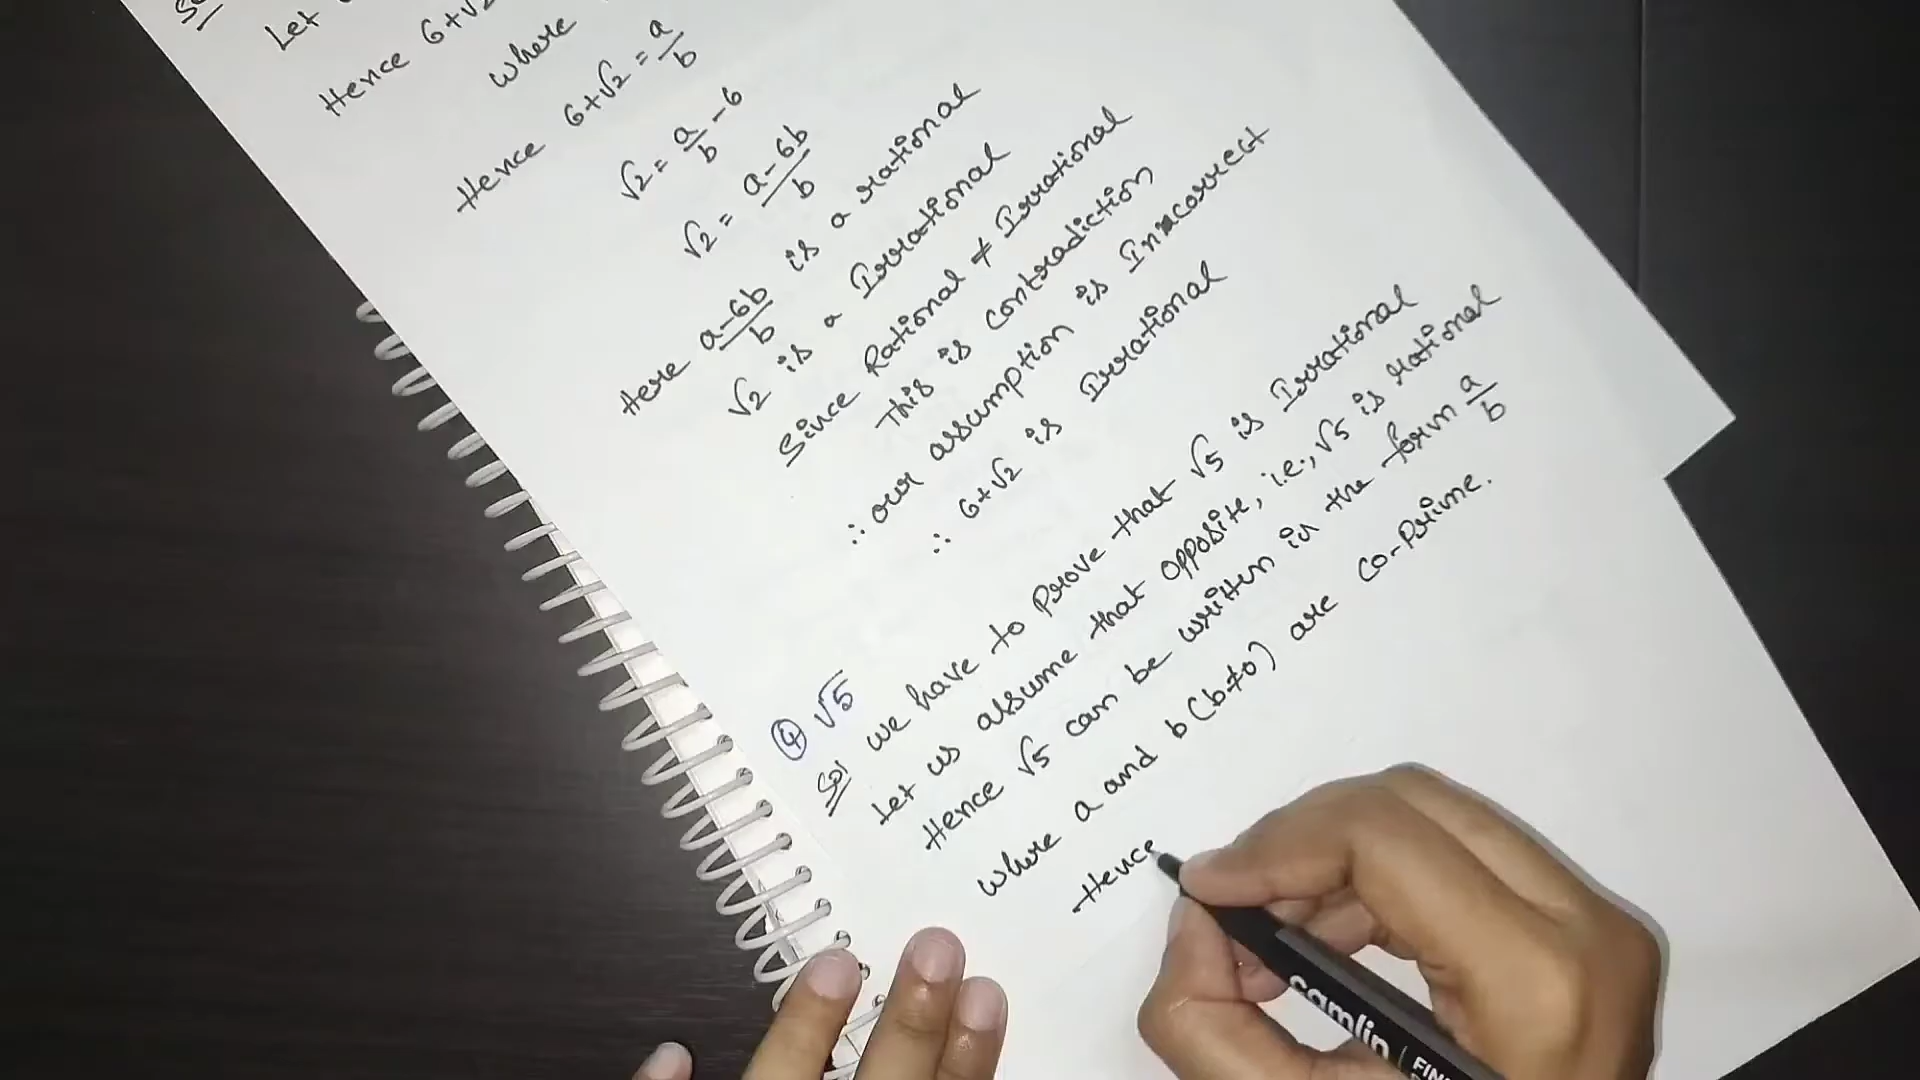 Let
Hence 6+√2
where
Hence 6+√2 = a/b
√2 = a/b - 6
√2 = a-6b/b
Here a-6b/b is a rational
√2 is a Irrational
Since Rational ≠ Irrational
This is contradiction
∴ our assumption is Incorrect
∴ 6+√2 is Irrational
④ √5
Sol we have to Prove that √5 is Irrational
Let us assume that opposite, i.e., √5 is rational
Hence √5 can be written in the form a/b
where a and b (b≠0) are co-prime.
Hence
camlin